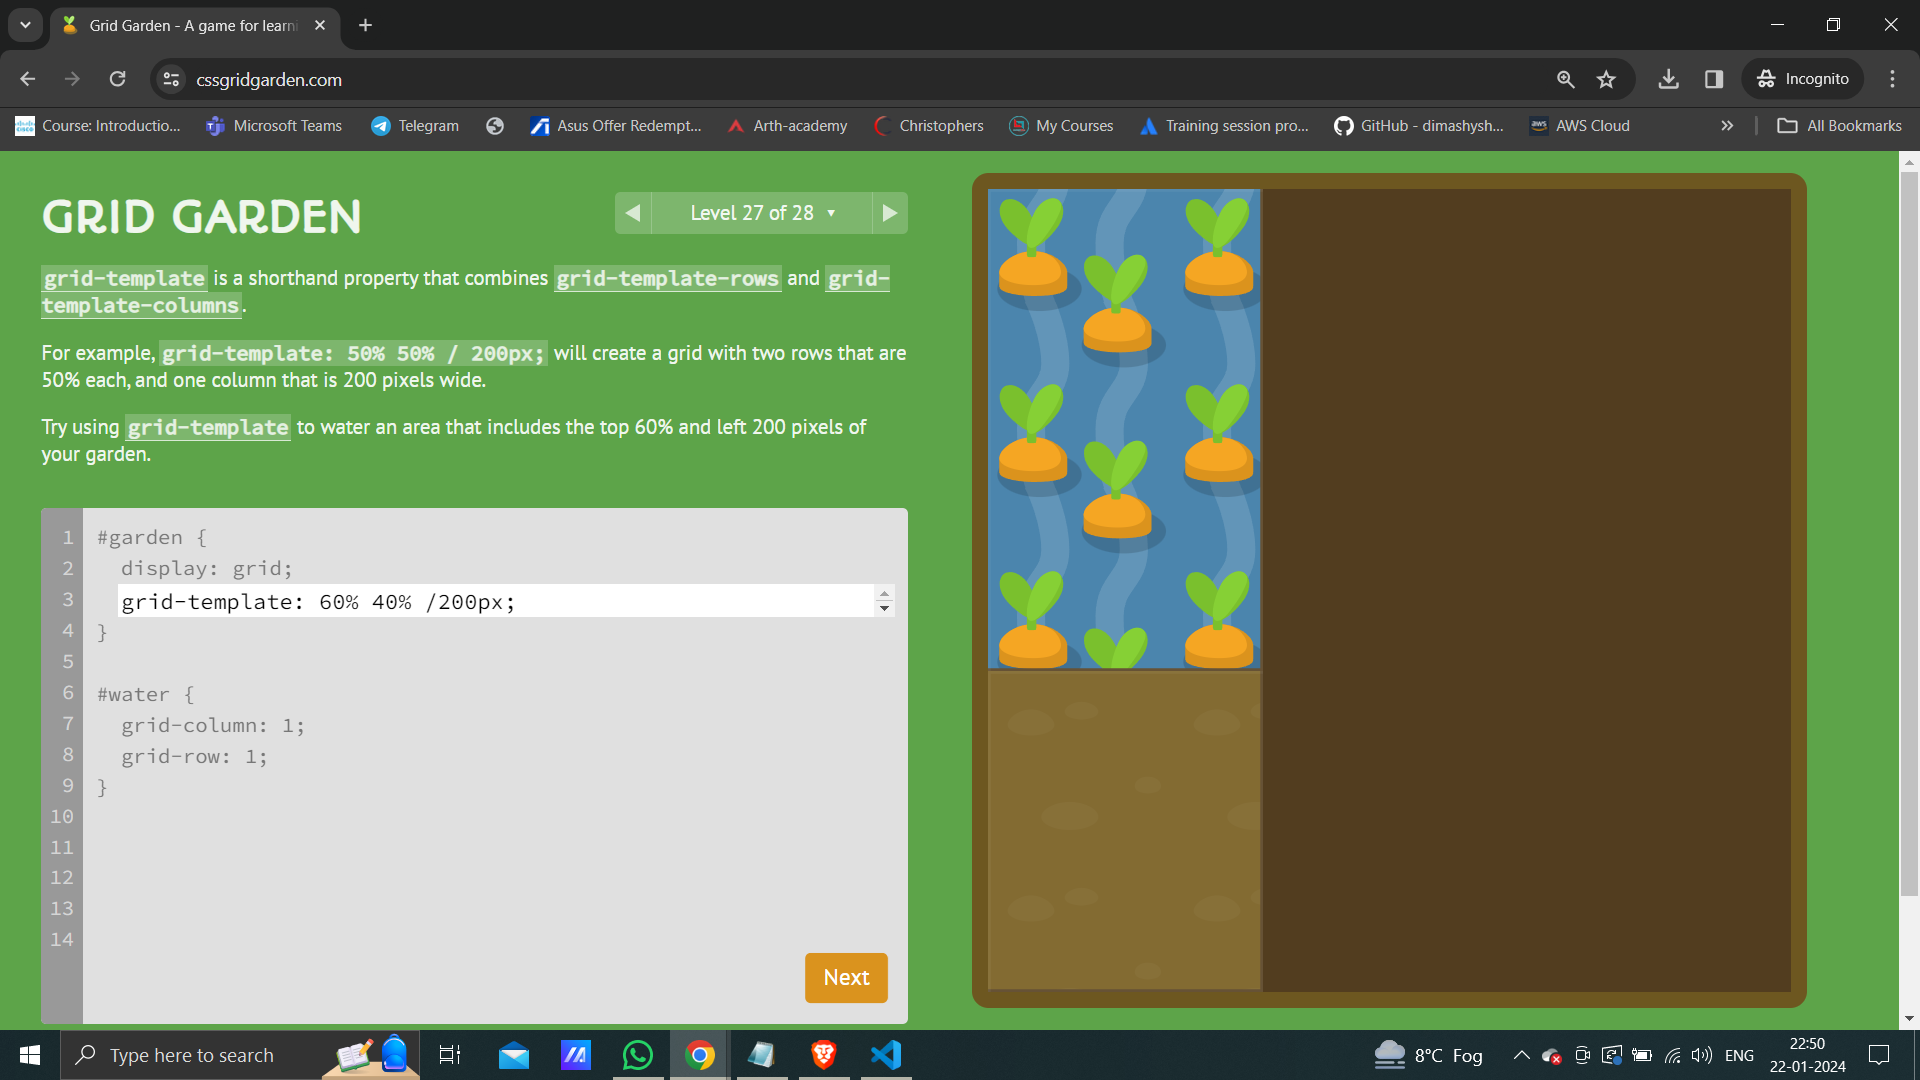 Grid Garden - A game for learni
cssgridgarden.com
Incognito
Course: Introductio...
Microsoft Teams
Telegram
Asus Offer Redempt...
Arth-academy
Christophers
My Courses
Training session pro...
GitHub - dimashysh...
AWS Cloud
All Bookmarks
GRID GARDEN
Level 27 of 28
grid-template is a shorthand property that combines grid-template-rows and grid-
template-columns.
For example, grid-template: 50% 50% / 200px; will create a grid with two rows that are
50% each, and one column that is 200 pixels wide.
Try using grid-template to water an area that includes the top 60% and left 200 pixels of
your garden.
1 #garden {
2 display: grid;
3 grid-template: 60% 40% /200px;
4 }
5
6 #water {
7 grid-column: 1;
8 grid-row: 1;
9 }
10
11
12
13
14
Next
Type here to search
8°C Fog
ENG
22:50
22-01-2024